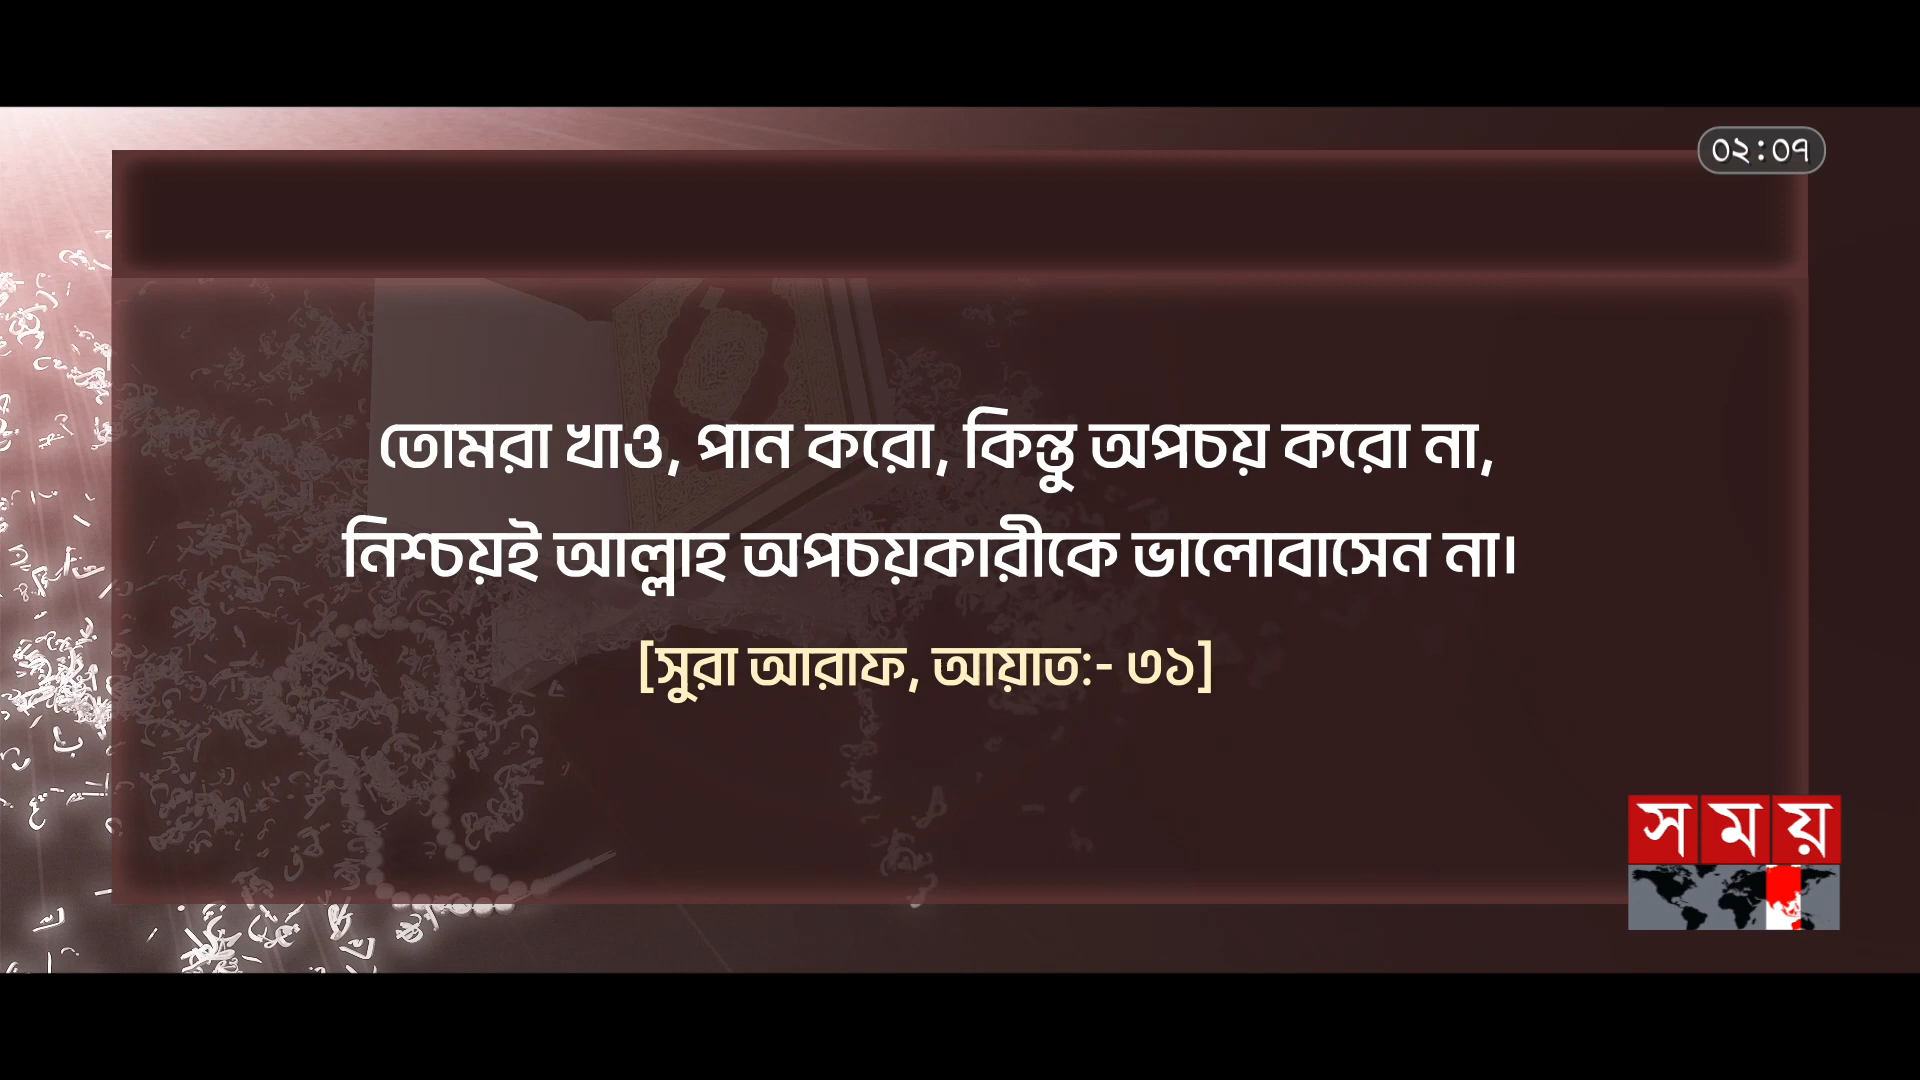 ০২:০৭
তোমরা খাও, পান করো, কিন্তু অপচয় করো না,
নিশ্চয়ই আল্লাহ অপচয়কারীকে ভালোবাসেন না।
[সুরা আরাফ, আয়াত:- ৩১]
সময়